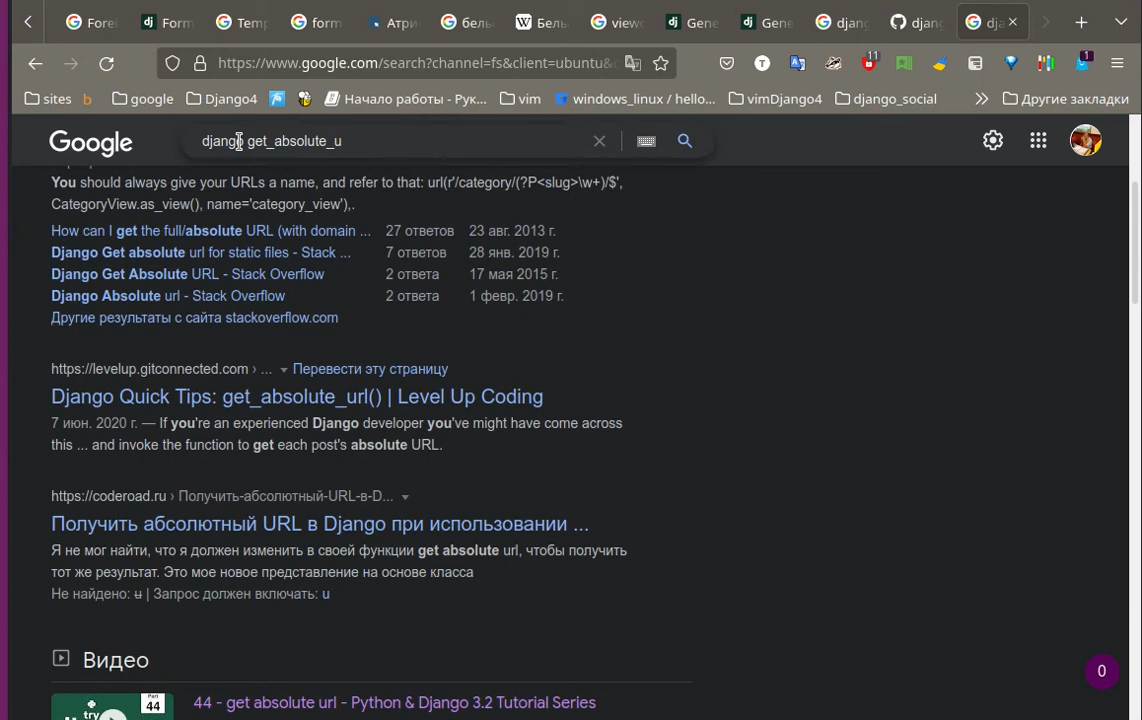 Forei
Form
Temp
form
Атри
бель
Бель
view
Gene
Gene
djan
djan
dja
https://www.google.com/search?channel=fs&client=ubuntu&
11
1
sites
b
google
Django4
Начало работы - Рук...
vim
windows_linux / hello...
vimDjango4
django_social
Другие закладки
Google
django get_absolute_u
You should always give your URLs a name, and refer to that: url(r'/category/(?P<slug>\w+)/$',
CategoryView.as_view(), name='category_view'),.
How can I get the full/absolute URL (with domain ... 27 ответов 23 авг. 2013 г.
Django Get absolute url for static files - Stack ... 7 ответов 28 янв. 2019 г.
Django Get Absolute URL - Stack Overflow 2 ответа 17 мая 2015 г.
Django Absolute url - Stack Overflow 2 ответа 1 февр. 2019 г.
Другие результаты с сайта stackoverflow.com
https://levelup.gitconnected.com › ... Перевести эту страницу
Django Quick Tips: get_absolute_url() | Level Up Coding
7 июн. 2020 г. — If you're an experienced Django developer you've might have come across
this ... and invoke the function to get each post's absolute URL.
https://coderoad.ru › Получить-абсолютный-URL-в-D...
Получить абсолютный URL в Django при использовании ...
Я не мог найти, что я должен изменить в своей функции get absolute url, чтобы получить
тот же результат. Это мое новое представление на основе класса
Не найдено: u | Запрос должен включать: u
0
Видео
Part
44
try
44 - get absolute url - Python & Django 3.2 Tutorial Series